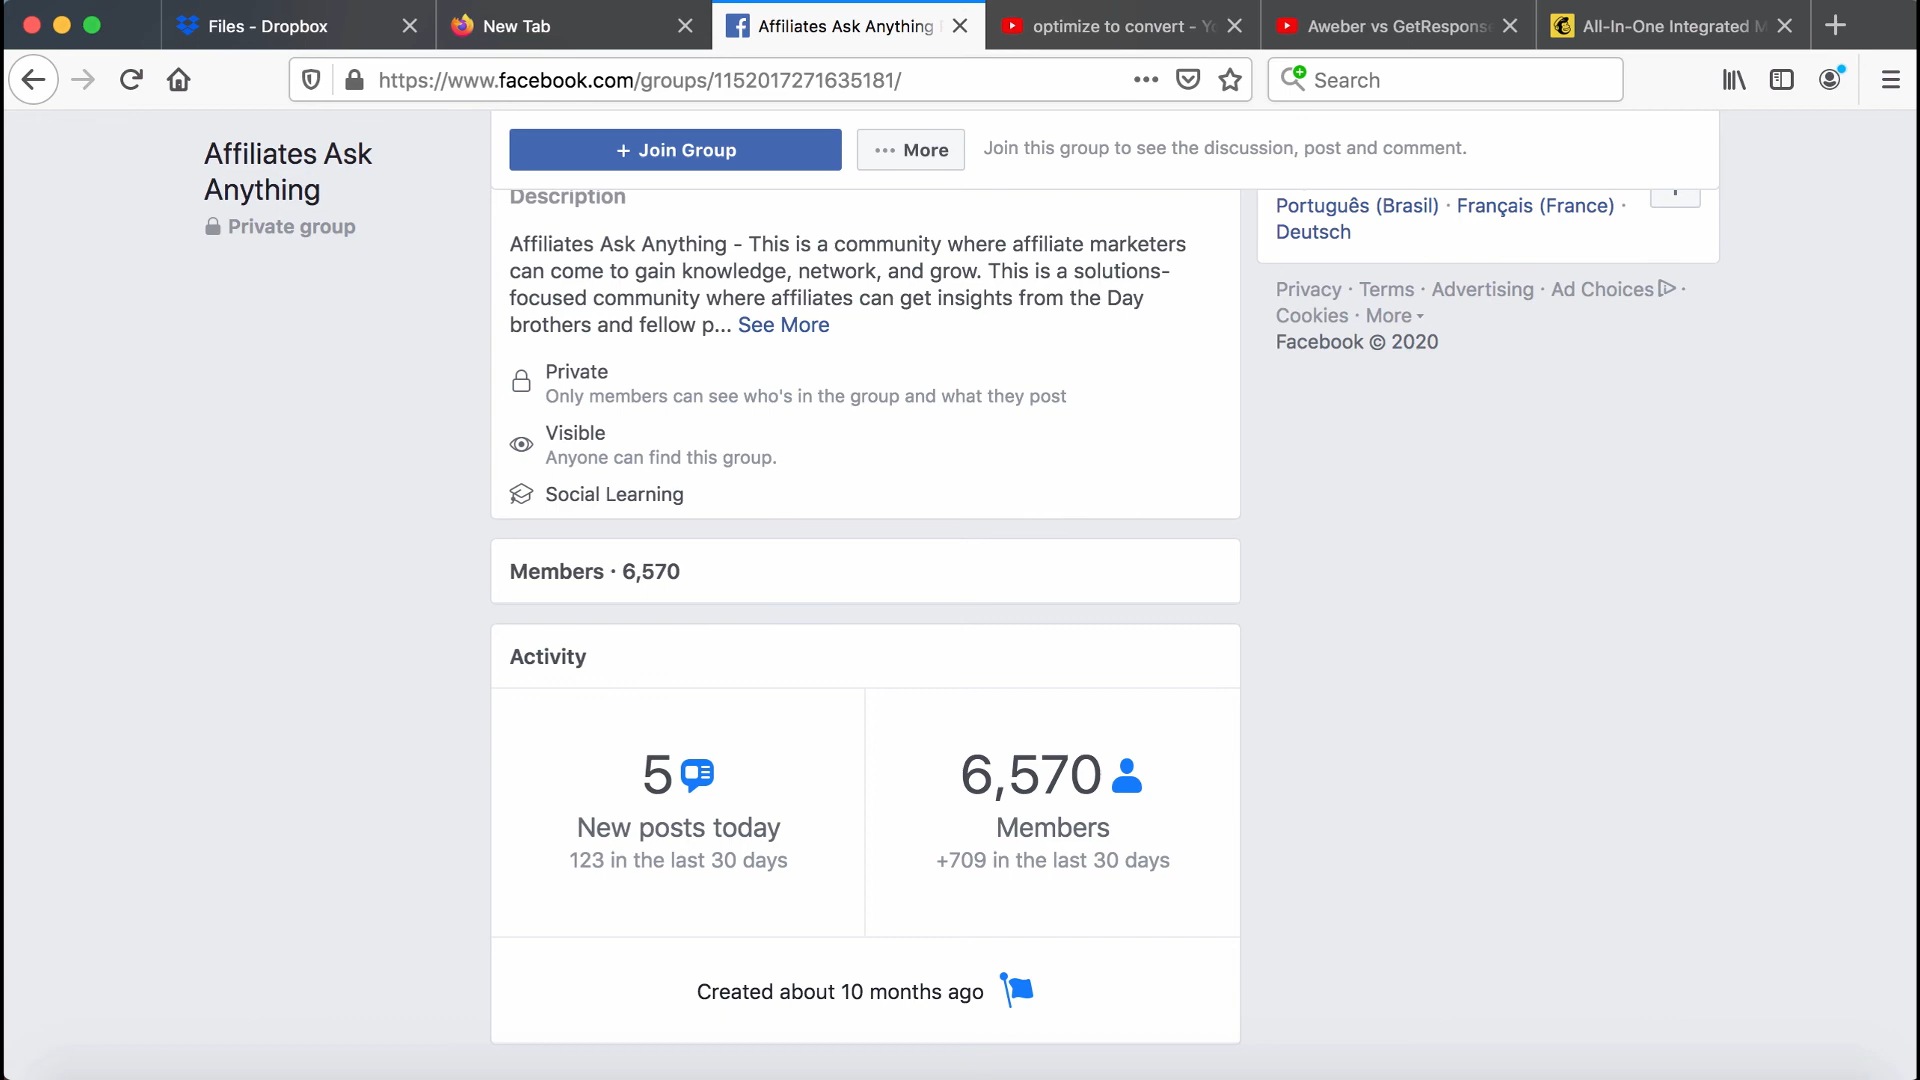 Files - Dropbox
New Tab
Affiliates Ask Anything
optimize to convert - Yo
Aweber vs GetResponse
All-In-One Integrated M
https://www.facebook.com/groups/1152017271635181/
Search
Affiliates Ask
Anything
Private group
+ Join Group
More
Join this group to see the discussion, post and comment.
Description
Affiliates Ask Anything - This is a community where affiliate marketers
can come to gain knowledge, network, and grow. This is a solutions-
focused community where affiliates can get insights from the Day
brothers and fellow p... See More
Private
Only members can see who's in the group and what they post
Visible
Anyone can find this group.
Social Learning
Members · 6,570
Activity
5
New posts today
123 in the last 30 days
6,570
Members
+709 in the last 30 days
Created about 10 months ago
Português (Brasil) · Français (France) ·
Deutsch
Privacy · Terms · Advertising · Ad Choices ·
Cookies · More
Facebook © 2020